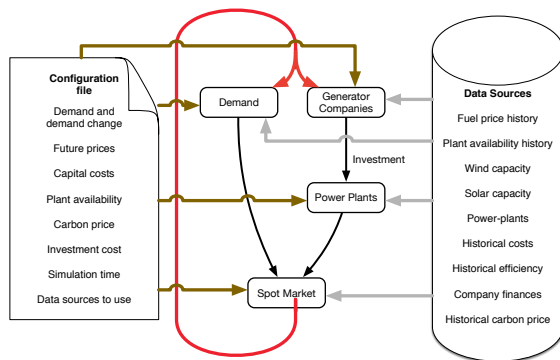 Configuration
file
Demand and
demand change
Future prices
Capital costs
Plant availability
Carbon price
Investment cost
Simulation time
Data sources to use
Demand
Generator
Companies
Investment
Power Plants
Spot Market
Data Sources
Fuel price history
Plant availability history
Wind capacity
Solar capacity
Power-plants
Historical costs
Historical efficiency
Company finances
Historical carbon price